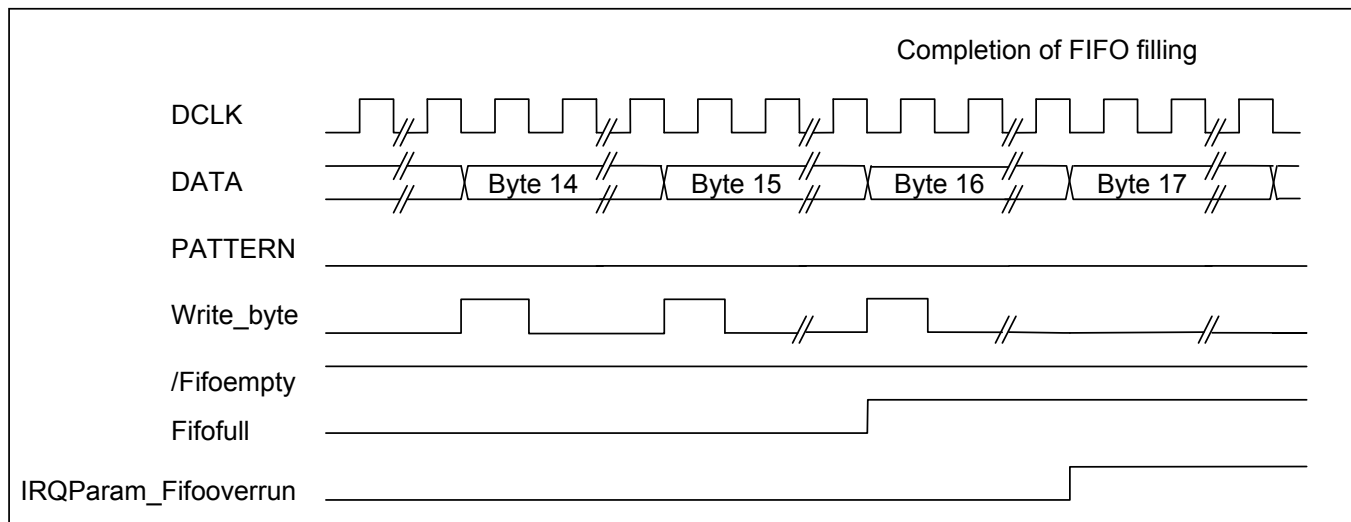 Completion of FIFO filling
DCLK
DATA
Byte 14
Byte 15
Byte 16
Byte 17
PATTERN
Write_byte
/Fifoempty
Fifofull
IRQParam_Fifooverrun